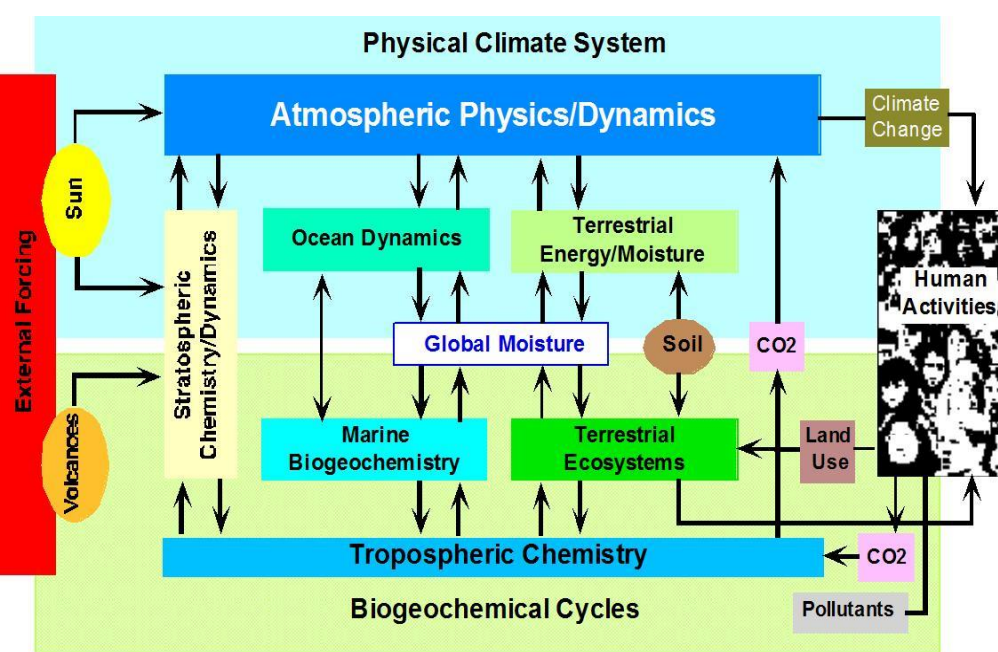 Physical Climate System
External Forcing
Sun
Volcanoes
Atmospheric Physics/Dynamics
Climate
Change
Stratospheric
Chemistry/Dynamics
Ocean Dynamics
Terrestrial
Energy/Moisture
Human
Activities
Global Moisture
Soil
CO2
Marine
Biogeochemistry
Terrestrial
Ecosystems
Land
Use
Tropospheric Chemistry
CO2
Pollutants
Biogeochemical Cycles